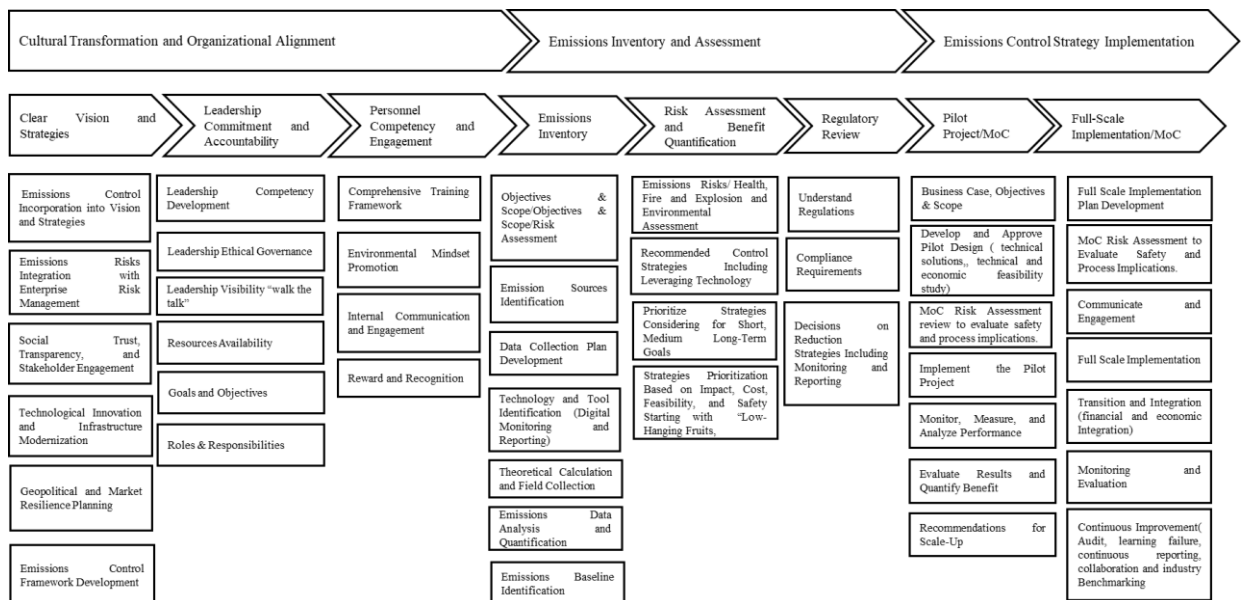 Cultural Transformation and Organizational Alignment
Emissions Inventory and Assessment
Emissions Control Strategy Implementation
Clear Vision and
Strategies
Leadership
Commitment and
Accountability
Personnel
Competency and
Engagement
Emissions
Inventory
Risk Assessment
and Benefit
Quantification
Regulatory
Review
Pilot
Project/MoC
Full-Scale
Implementation/MoC
Emissions Control
Incorporation into Vision
and Strategies
Emissions Risks
Integration with
Enterprise Risk
Management
Social Trust,
Transparency, and
Stakeholder Engagement
Technological Innovation
and Infrastructure
Modernization
Geopolitical and Market
Resilience Planning
Emissions Control
Framework Development
Leadership Competency
Development
Leadership Ethical Governance
Leadership Visibility “walk the
talk”
Resources Availability
Goals and Objectives
Roles & Responsibilities
Comprehensive Training
Framework
Environmental Mindset
Promotion
Internal Communication
and Engagement
Reward and Recognition
Objectives &
Scope/Objectives &
Scope/Risk
Assessment
Emission Sources
Identification
Data Collection Plan
Development
Technology and Tool
Identification (Digital
Monitoring and
Reporting)
Theoretical Calculation
and Field Collection
Emissions Data
Analysis and
Quantification
Emissions Baseline
Identification
Emissions Risks/ Health,
Fire and Explosion and
Environmental
Assessment
Recommended Control
Strategies Including
Leveraging Technology
Prioritize Strategies
Considering for Short,
Medium Long-Term
Goals
Strategies Prioritization
Based on Impact, Cost,
Feasibility, and Safety
Starting with “Low-
Hanging Fruits,
Understand
Regulations
Compliance
Requirements
Decisions on
Reduction
Strategies Including
Monitoring and
Reporting
Business Case, Objectives
& Scope
Develop and Approve
Pilot Design ( technical
solutions,, technical and
economic feasibility
study)
MoC Risk Assessment
review to evaluate safety
and process implications.
Implement the Pilot
Project
Monitor, Measure, and
Analyze Performance
Evaluate Results and
Quantify Benefit
Recommendations for
Scale-Up
Full Scale Implementation
Plan Development
MoC Risk Assessment to
Evaluate Safety and
Process Implications.
Communicate and
Engagement
Full Scale Implementation
Transition and Integration
(financial and economic
Integration)
Monitoring and
Evaluation
Continuous Improvement(
Audit, learning failure,
continuous reporting,
collaboration and industry
Benchmarking